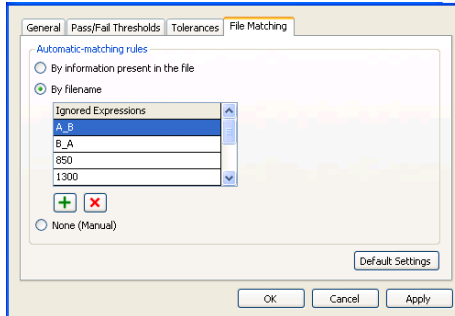 General Pass/Fail Thresholds Tolerances File Matching
Automatic-matching rules
By information present in the file
By filename
Ignored Expressions
A_B
B_A
850
1300
None (Manual)
Default Settings
OK Cancel Apply